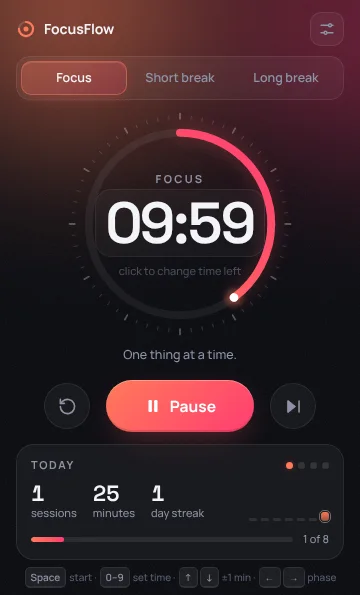 FocusFlow
Focus Short break Long break
FOCUS
09:59
click to change time left
One thing at a time.
Pause
TODAY
1 25 1
sessions minutes day streak
1 of 8
Space start · 0–9 set time · ↑ ↓ ±1 min · ← → phase